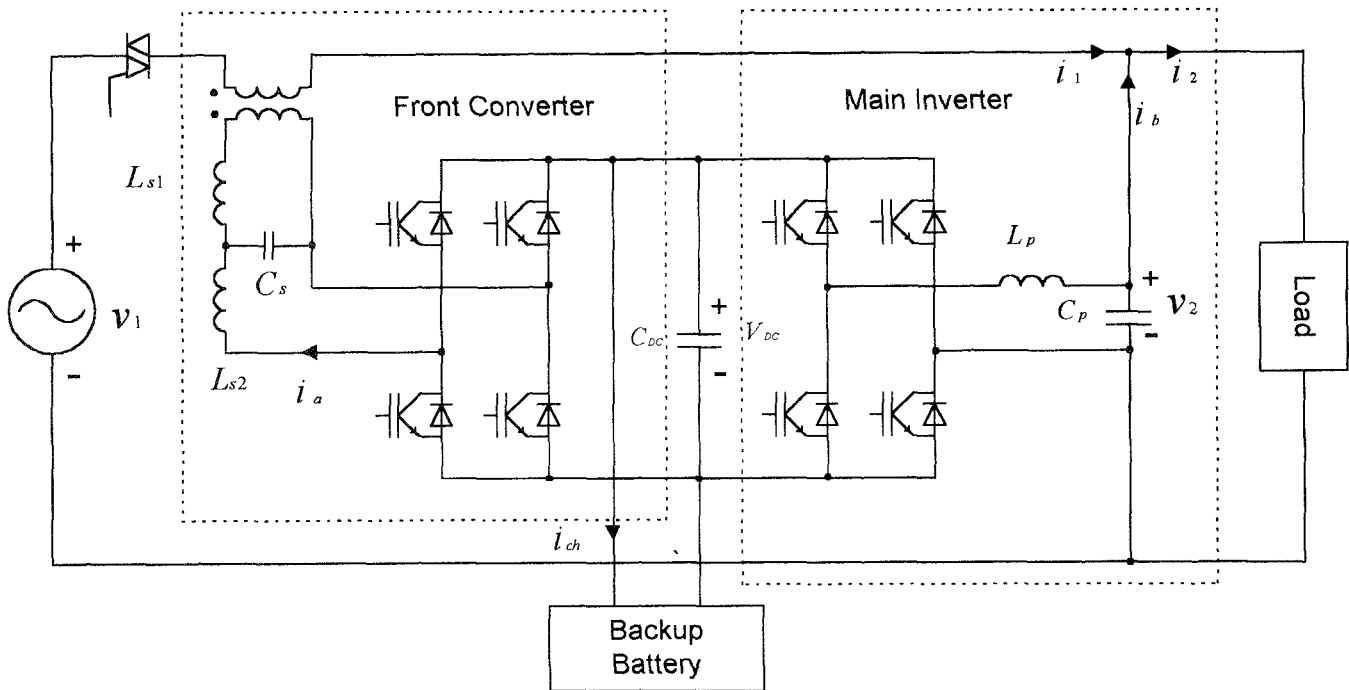 i1
i2
Front Converter
Main Inverter
ib
Ls1
Lp
+
Cs
+
Cp
v2
-
Load
v1
+
CDC
VDC
-
-
Ls2
ia
ich
Backup
Battery